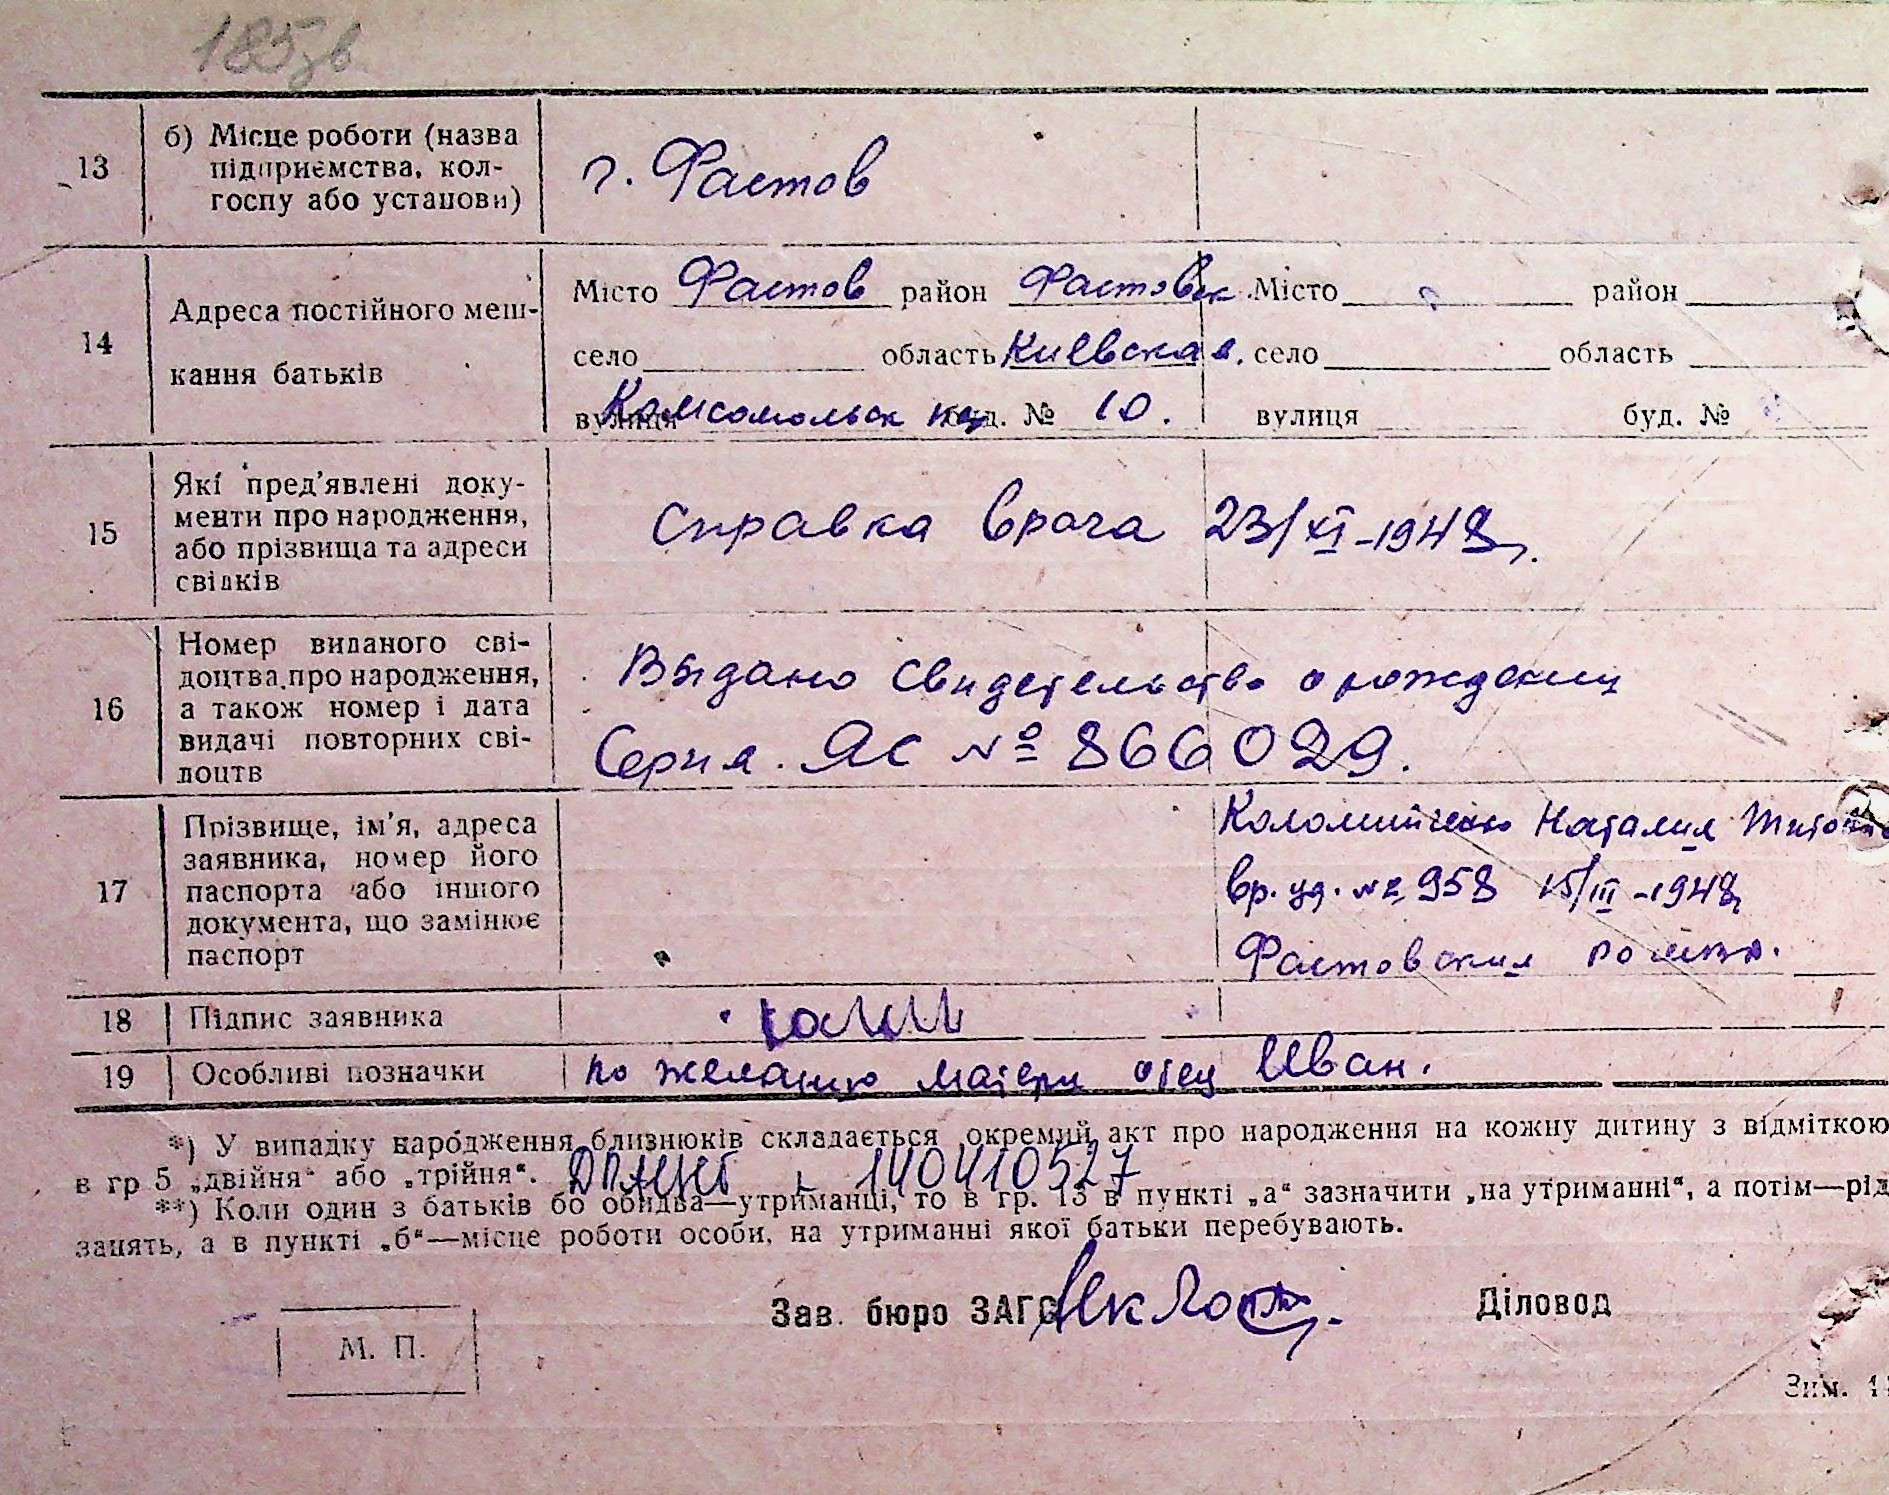 185зв
13
б) Місце роботи (назва
підприємства, кол-
госпу або установи)
г. Фастов
14
Адреса постійного меш-
кання батьків
Місто Фастов район Фастовск. Місто район
село область Киевская. село область
вулиця Комсомольск буд. № 10. вулиця буд. №
15
Які пред’явлені доку-
менти про народження,
або прізвища та адреси
свідків
Справка врача 23/XI-1948г.
16
Номер виданого сві-
доцтва про народження,
а також номер і дата
видачі повторних сві-
доцтв
Выдано свидетельство о рождении
Серия. ЯС № 866029.
17
Прізвище, ім’я, адреса
заявника, номер його
паспорта або іншого
документа, що замінює
паспорт
Коломийченко Наталия
вр. уд. № 958 15/III-1948г
Фастовския
18 Підпис заявника
19 Особливі позначки по желанию матери отец Иван.
*) У випадку народження близнюків складається окремий акт про народження на кожну дитину з відміткою
в гр 5 „двійня“ або „трійня“. 140410527
**) Коли один з батьків бо обидва—утриманці, то в гр. 13 в пункті „а“ зазначити „на утриманні“, а потім—рід
занять, а в пункті „б“—місце роботи особи, на утриманні якої батьки перебувають.
Зав. бюро ЗАГС Діловод
М. П.
Зим.